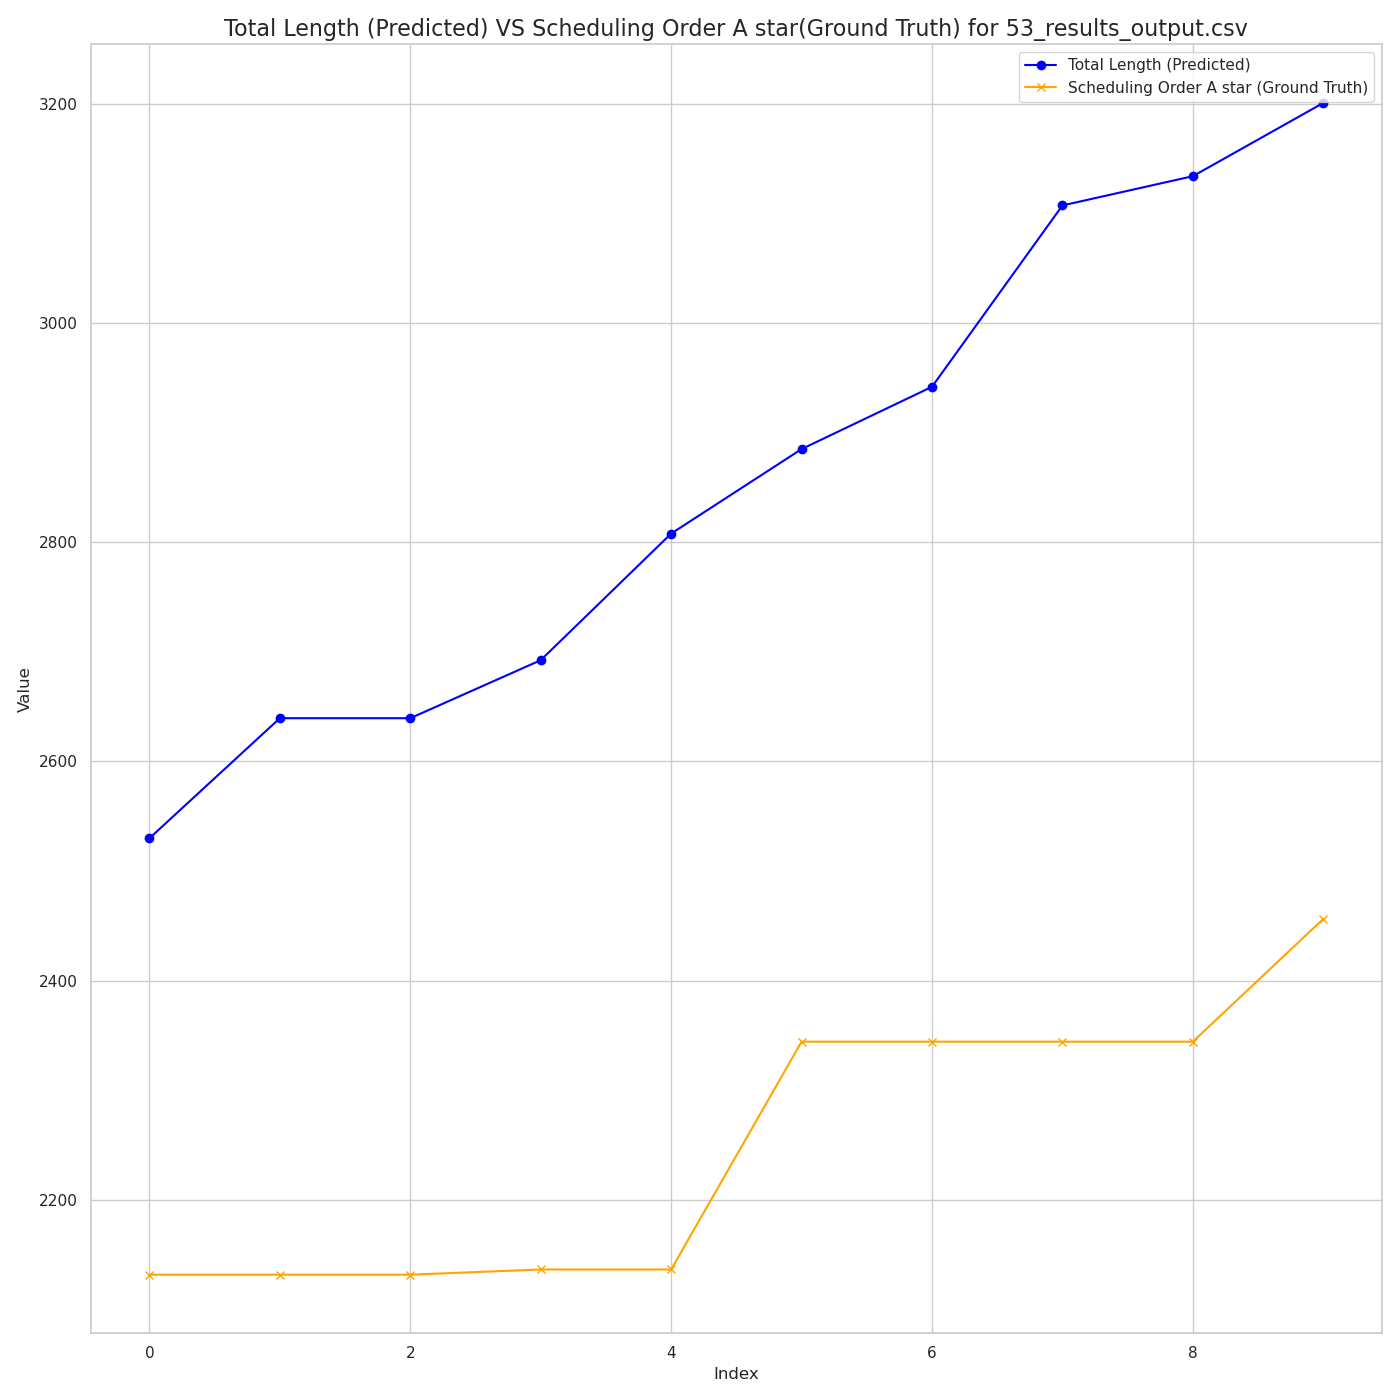 Total Length (Predicted) VS Scheduling Order A star(Ground Truth) for 53_results_output.csv
Total Length (Predicted)
Scheduling Order A star (Ground Truth)
3200
3000
2800
2600
2400
2200
Value
0 2 4 6 8
Index